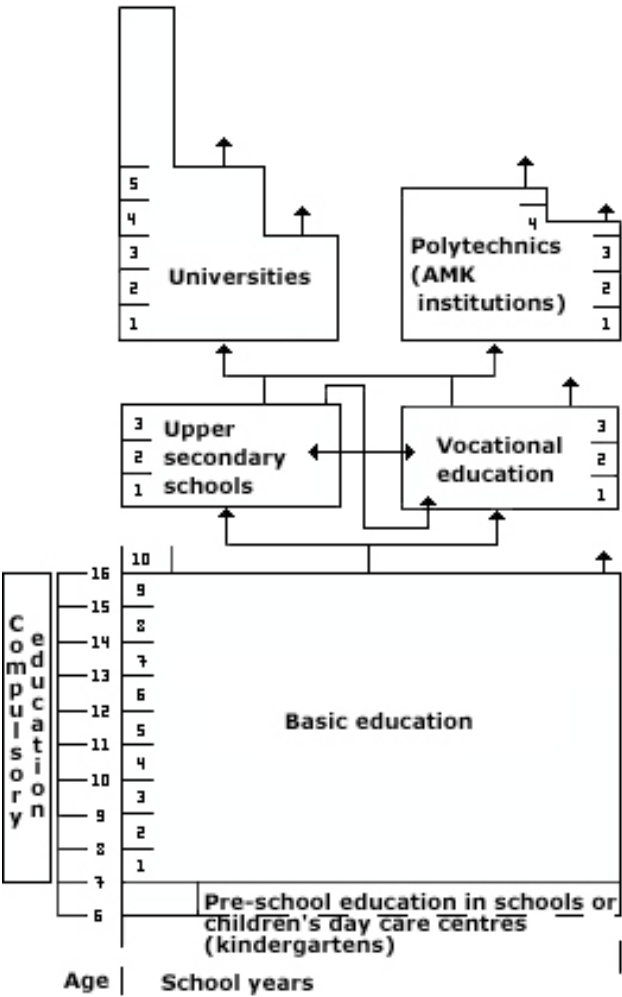 5
4
3
2
1
Universities
4
3
2
1
Polytechnics
(AMK
institutions)
3
2
1
Upper
secondary
schools
Vocational
education
3
2
1
10
9
8
7
6
5
4
3
2
1
16
15
14
13
12
11
10
9
8
7
6
Compulsory
education
Basic education
Pre-school education in schools or
children's day care centres
(kindergartens)
Age
School years